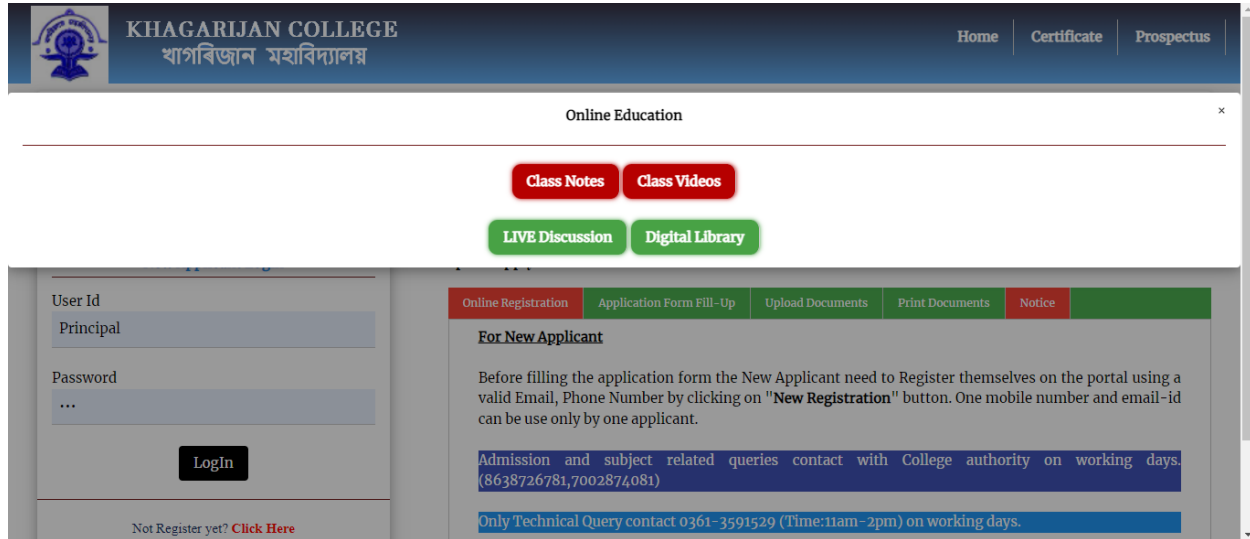 KHAGARIJAN COLLEGE
খাগৰিজান মহাবিদ্যালয়
Home Certificate Prospectus
Online Education
×
Class Notes Class Videos
LIVE Discussion Digital Library
User Id
Principal
Password
LogIn
Not Register yet? Click Here
Online Registration Application Form Fill-Up Upload Documents Print Documents Notice
For New Applicant
Before filling the application form the New Applicant need to Register themselves on the portal using a
valid Email, Phone Number by clicking on "New Registration" button. One mobile number and email-id
can be use only by one applicant.
Admission and subject related queries contact with College authority on working days.
(8638726781,7002874081)
Only Technical Query contact 0361-3591529 (Time:11am-2pm) on working days.